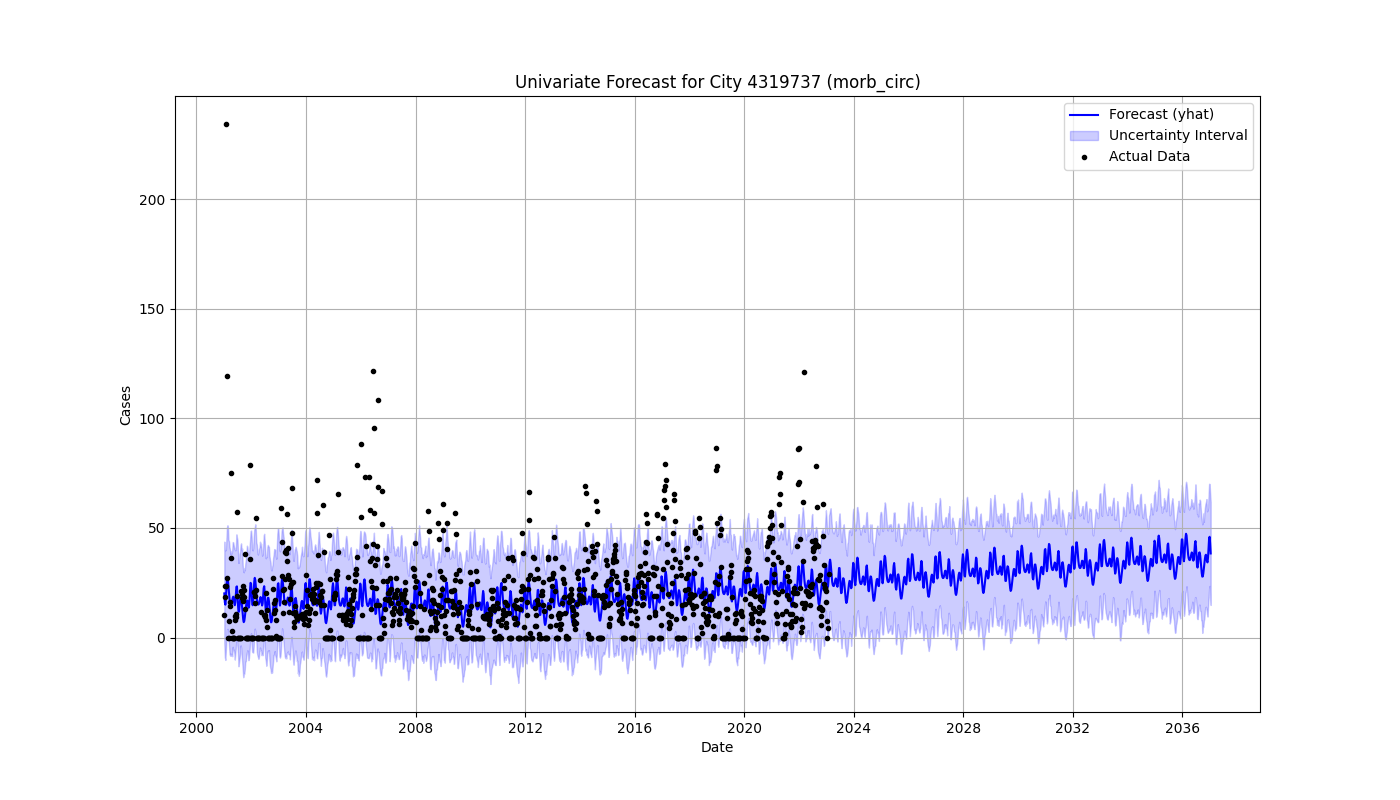 Univariate Forecast for City 4319737 (morb_circ)
Forecast (yhat)
Uncertainty Interval
Actual Data
Cases
200
150
100
50
0
2000 2004 2008 2012 2016 2020 2024 2028 2032 2036
Date